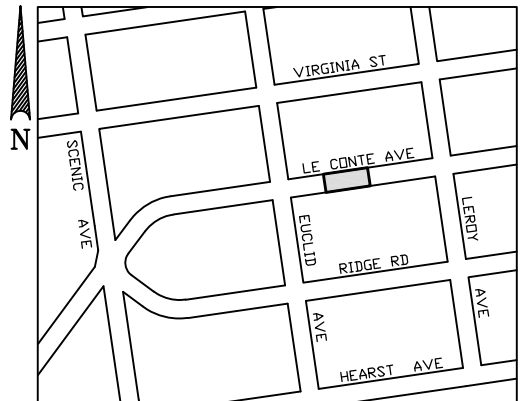 VIRGINIA ST
N
SCENIC AVE
LE CONTE AVE
EUCLID AVE
LEROY AVE
RIDGE RD
HEARST AVE